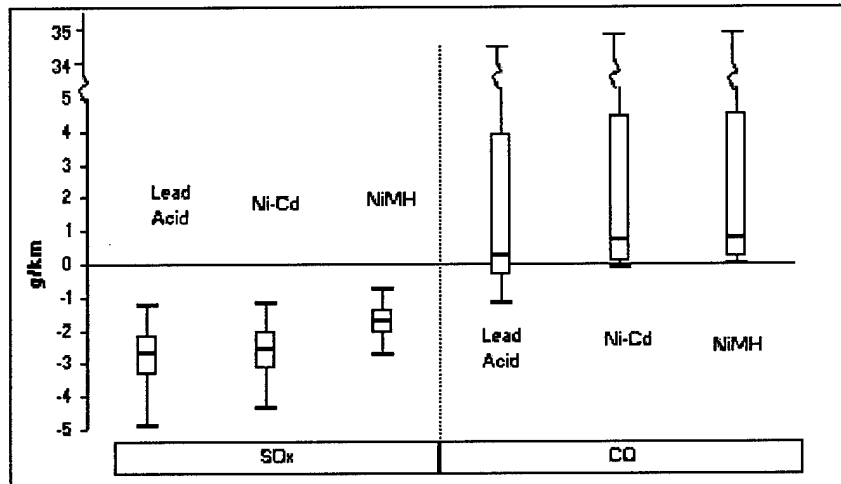 35
34
5
4
3
2
1
0
-1
-2
-3
-4
-5
g/km
Lead
Acid
Ni-Cd
NiMH
Lead
Acid
Ni-Cd
NiMH
SOx
CO